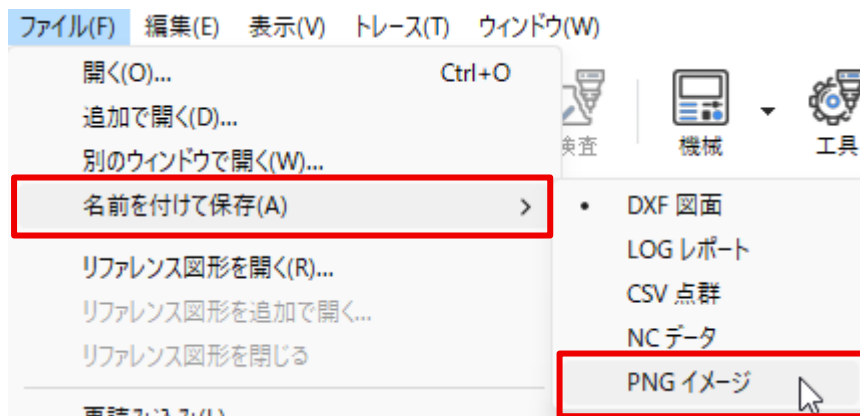 ファイル(F) 編集(E) 表示(V) トレース(T) ウィンドウ(W)
開く(O)... Ctrl+O
追加で開く(D)...
別のウィンドウで開く(W)...
名前を付けて保存(A)
リファレンス図形を開く(R)...
リファレンス図形を追加で開く...
リファレンス図形を閉じる
検査
機械
工具
DXF 図面
LOG レポート
CSV 点群
NC データ
PNG イメージ